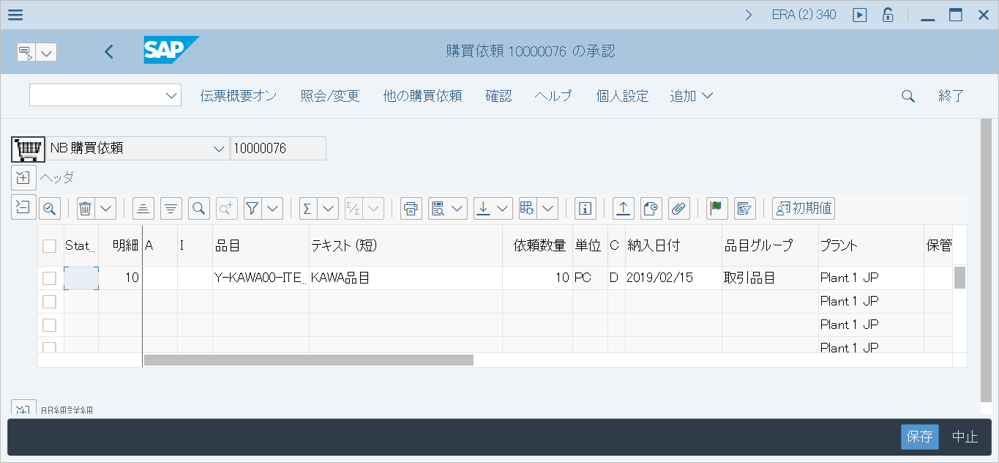 ERA (2) 340
SAP
購買依頼 10000076 の承認
伝票概要オン 照会/変更 他の購買依頼 確認 ヘルプ 個人設定 追加 終了
NB 購買依頼 10000076
ヘッダ
初期値
Stat... 明細 A I 品目 テキスト (短) 依頼数量 単位 C 納入日付 品目グループ プラント 保管
10 Y-KAWA00-ITE... KAWA品目 10 PC D 2019/02/15 取引品目 Plant 1 JP
Plant 1 JP
Plant 1 JP
Plant 1 JP
明細詳細
保存 中止